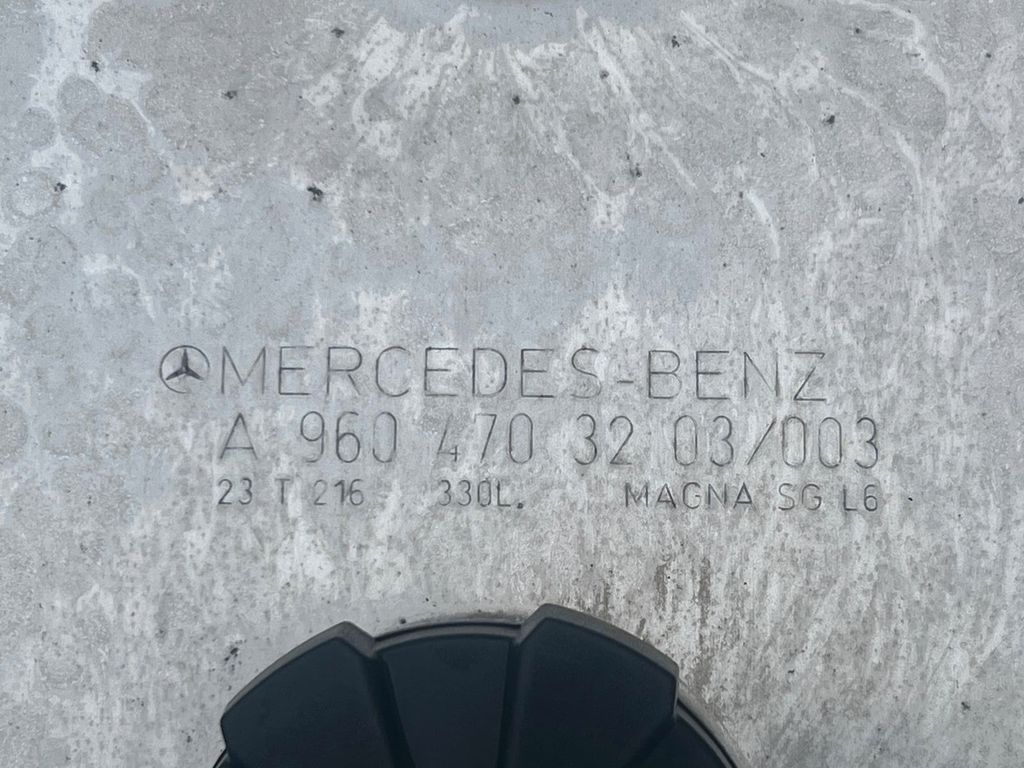 MERCEDES-BENZ
A 960 470 32 03/003
23 T 216 330L. MAGNA SG L6